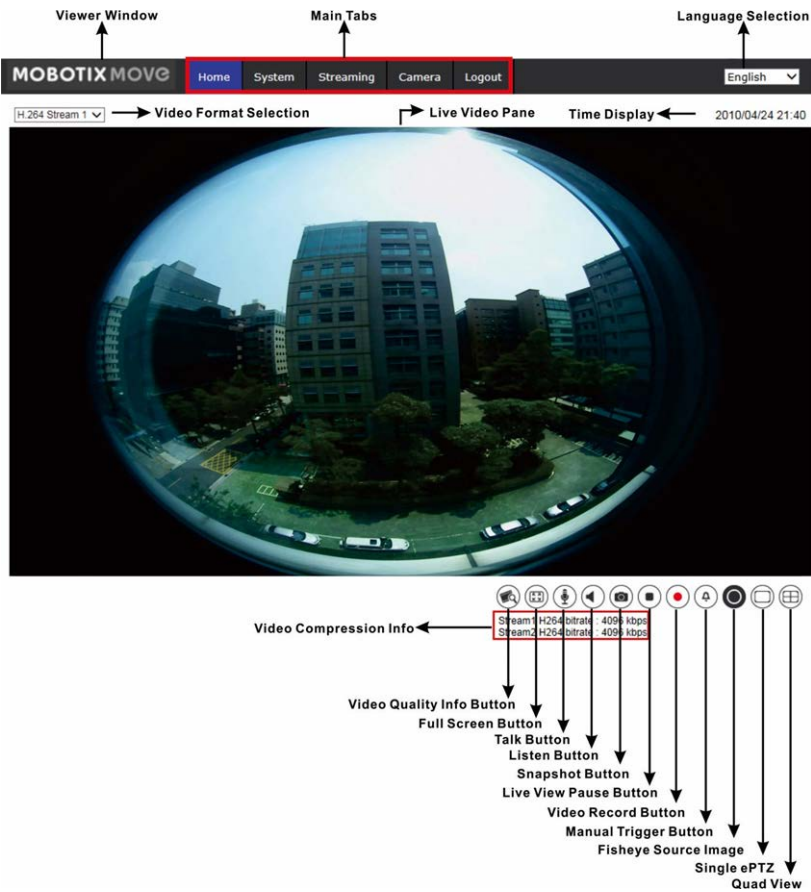 Viewer Window Main Tabs Language Selection
MOBOTIX MOVE Home System Streaming Camera Logout English
H.264 Stream 1 Video Format Selection Live Video Pane Time Display 2010/04/24 21:40
Stream1 H264 bitrate : 4096 kbps
Video Compression Info
Stream2 H264 bitrate : 4096 kbps
Video Quality Info Button
Full Screen Button
Talk Button
Listen Button
Snapshot Button
Live View Pause Button
Video Record Button
Manual Trigger Button
Fisheye Source Image
Single ePTZ
Quad View